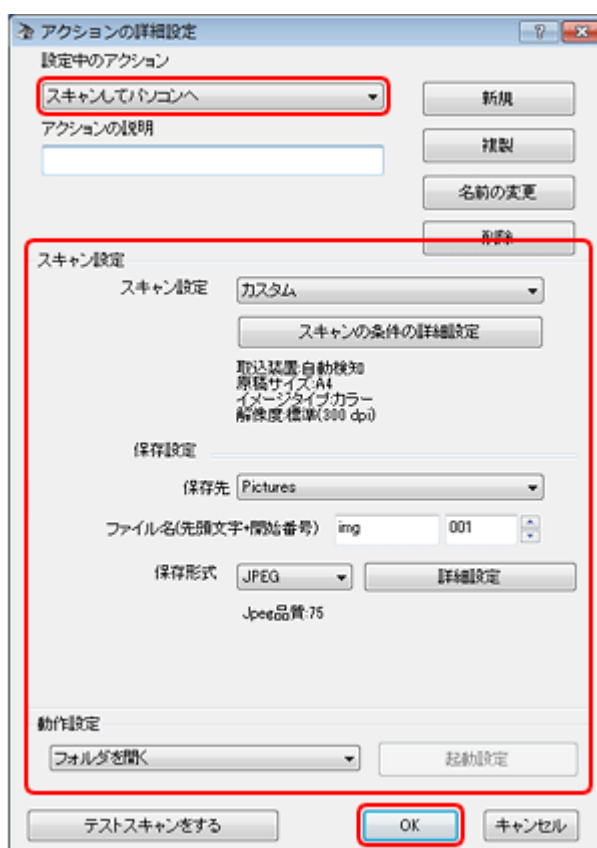 アクションの詳細設定
設定中のアクション
スキャンしてパソコンへ
新規
アクションの説明
複製
名前の変更
削除
スキャン設定
スキャン設定 カスタム
スキャンの条件の詳細設定
取込装置:自動検知
原稿サイズ:A4
イメージタイプ:カラー
解像度:標準(300 dpi)
保存設定
保存先 Pictures
ファイル名(先頭文字+開始番号) img 001
保存形式 JPEG 詳細設定
Jpeg品質:75
動作設定
フォルダを開く 起動設定
テストスキャンをする OK キャンセル